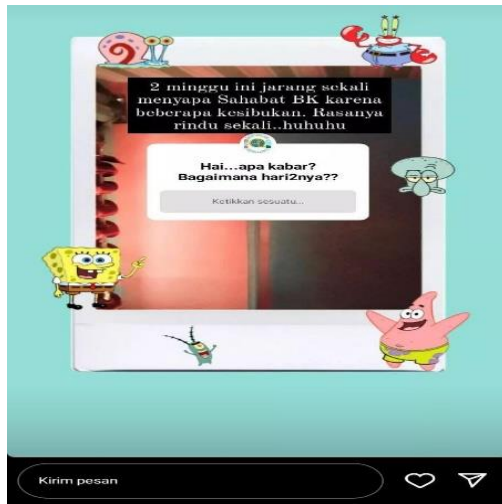 2 minggu ini jarang sekali
menyapa Sahabat BK karena
beberapa kesibukan. Rasanya
rindu sekali..huhuhu
Hai...apa kabar?
Bagaimana hari2nya??
Ketikkan sesuatu...
Kirim pesan